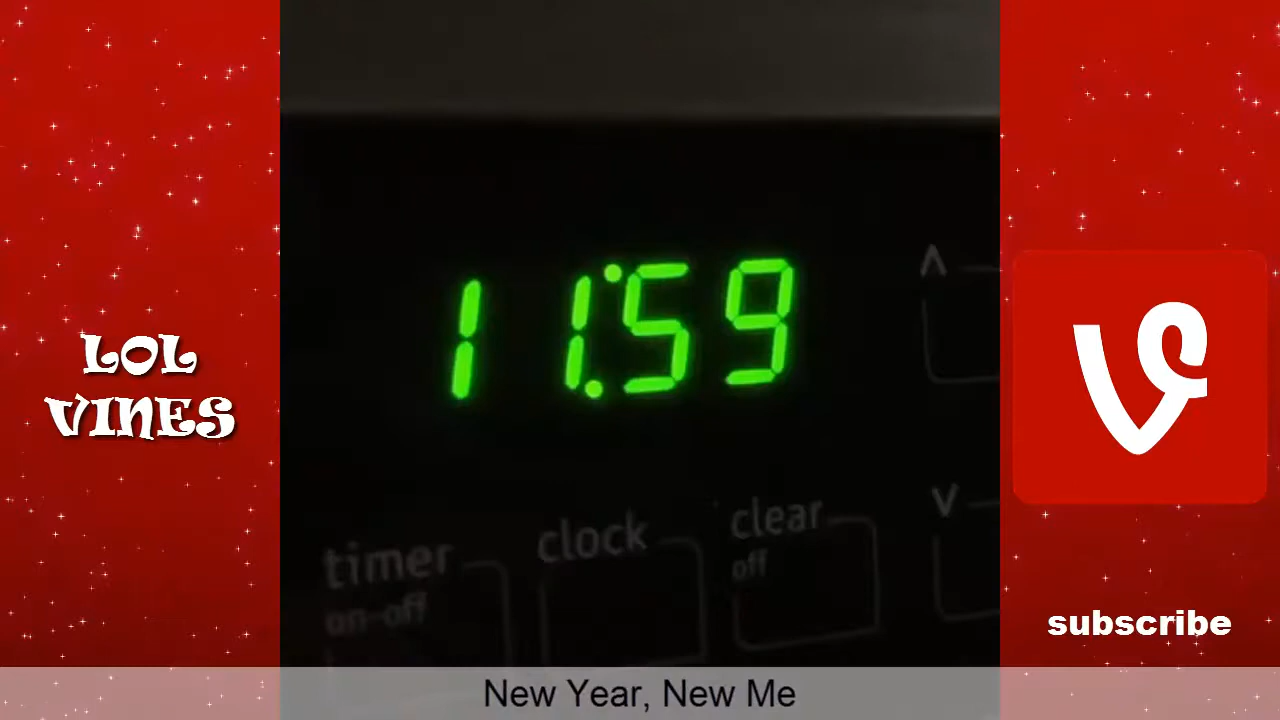 LOL
VINES
11:59
timer
on-off
clock
clear
off
subscribe
New Year, New Me